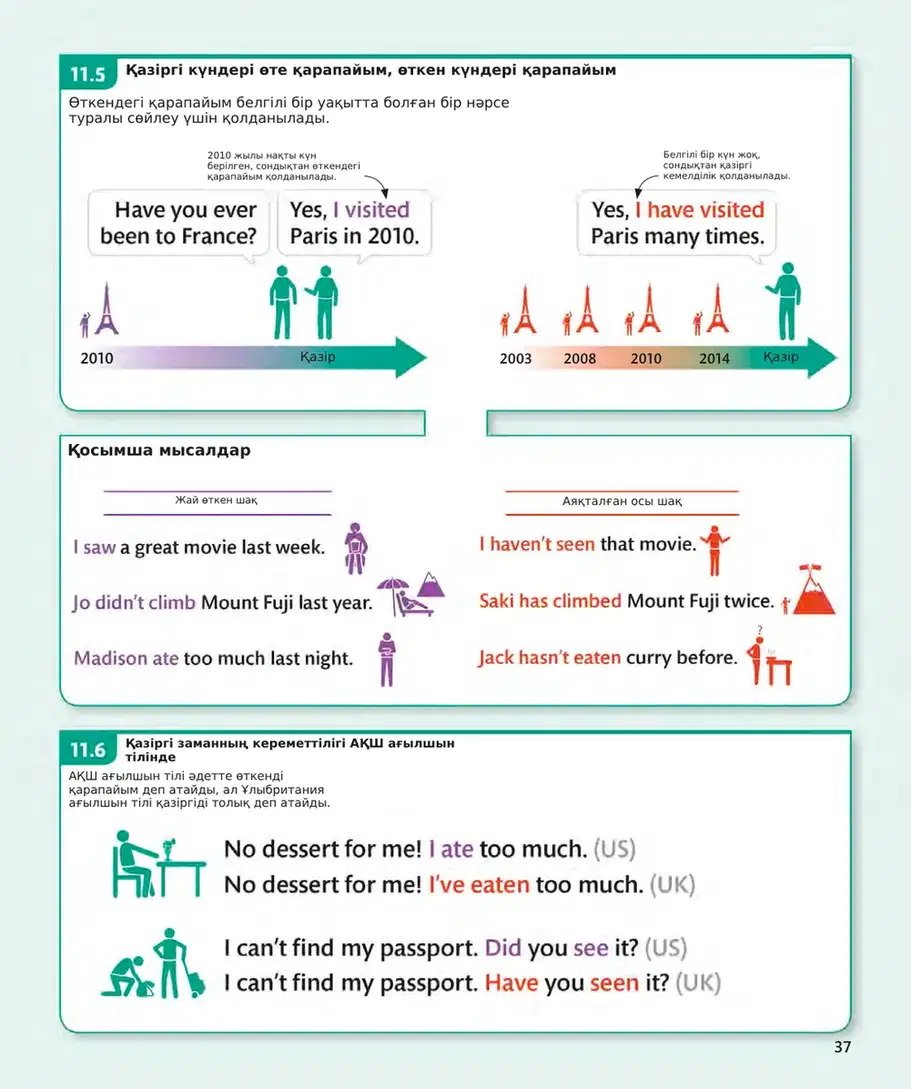 11.5
Қазіргі күндері өте қарапайым, өткен күндері қарапайым
Өткендегі қарапайым белгілі бір уақытта болған бір нәрсе
туралы сөйлеу үшін қолданылады.
2010 жылы нақты күн
берілген, сондықтан өткендегі
қарапайым қолданылады.
Have you ever
been to France?
Yes, I visited
Paris in 2010.
2010
Қазір
Белгілі бір күн жоқ,
сондықтан қазіргі
кемелділік қолданылады.
Yes, I have visited
Paris many times.
2003
2008
2010
2014
Қазір
Қосымша мысалдар
Жай өткен шақ
I saw a great movie last week.
Jo didn't climb Mount Fuji last year.
Madison ate too much last night.
Аяқталған осы шақ
I haven't seen that movie.
Saki has climbed Mount Fuji twice.
Jack hasn't eaten curry before.
?
11.6
Қазіргі заманның кереметтілігі АҚШ ағылшын
тілінде
АҚШ ағылшын тілі әдетте өткенді
қарапайым деп атайды, ал Ұлыбритания
ағылшын тілі қазіргіді толық деп атайды.
No dessert for me! I ate too much. (US)
No dessert for me! I've eaten too much. (UK)
I can't find my passport. Did you see it? (US)
I can't find my passport. Have you seen it? (UK)
37